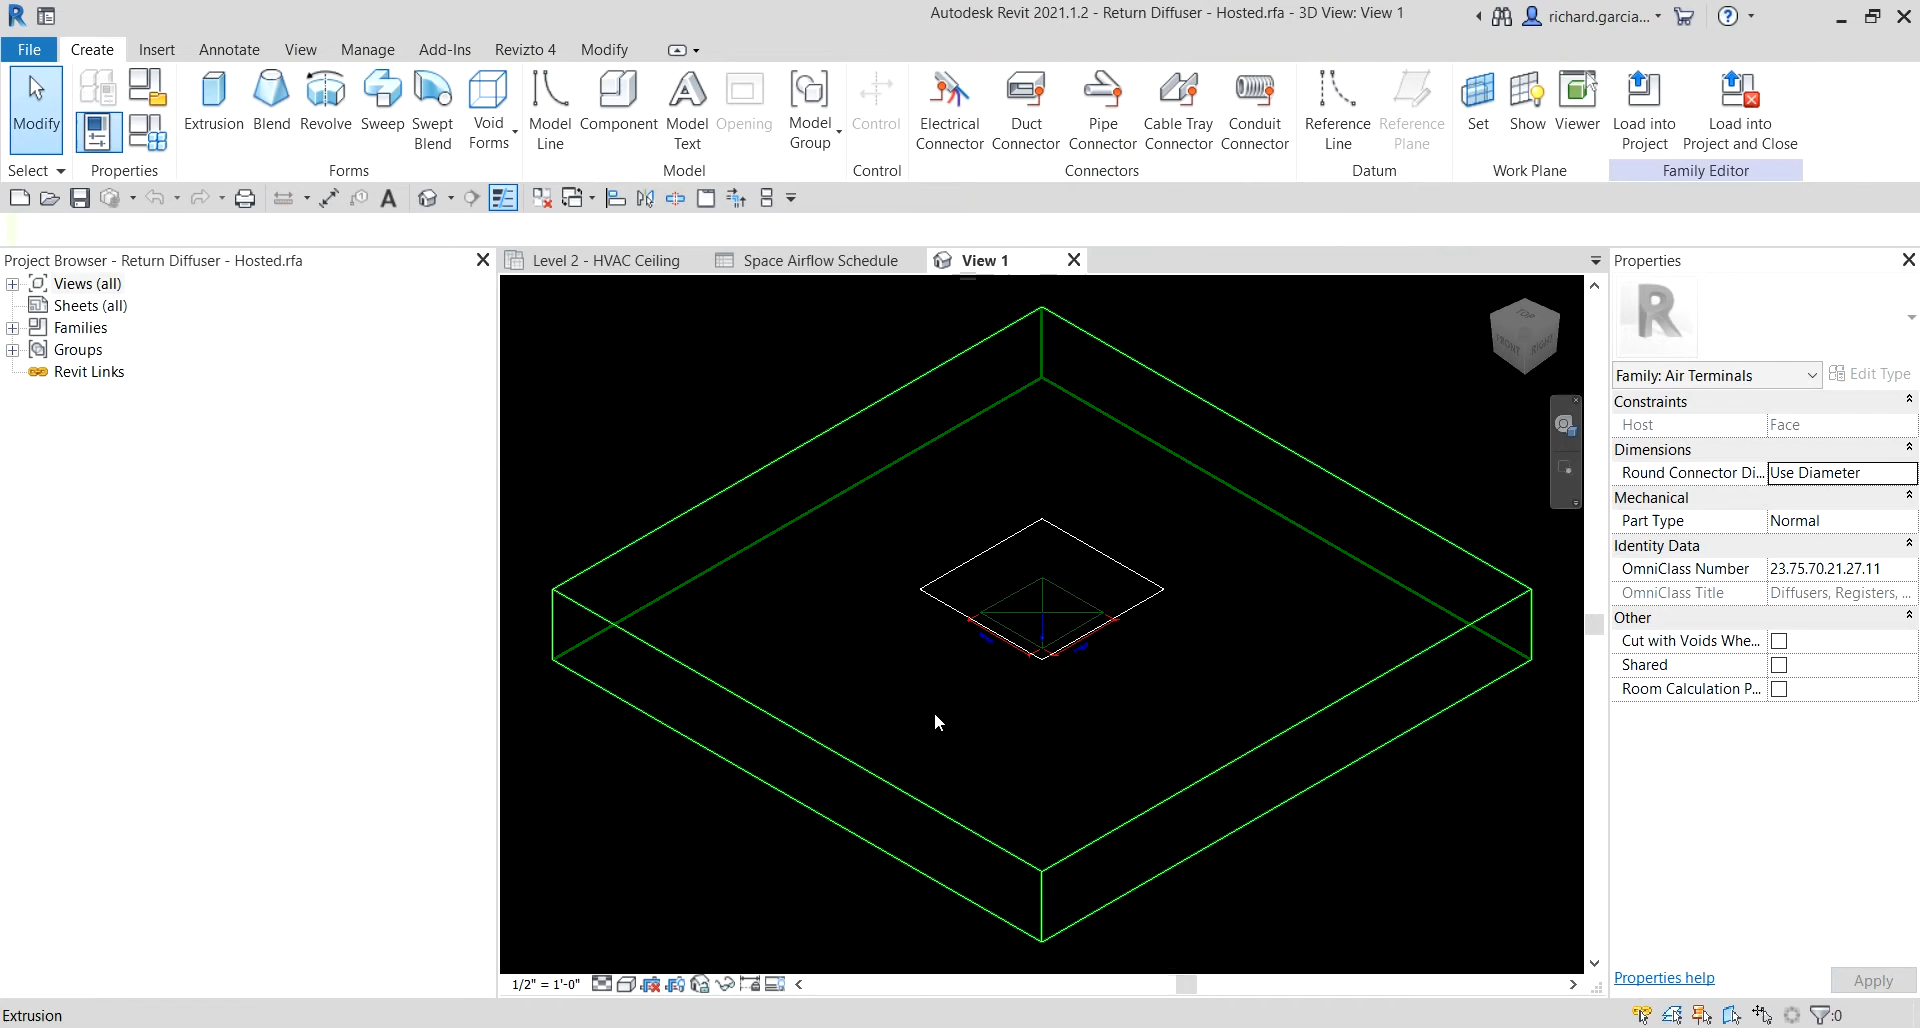 Autodesk Revit 2021.1.2 - Return Diffuser - Hosted.rfa - 3D View: View 1
richard.garcia...
File Create Insert Annotate View Manage Add-Ins Revizto 4 Modify
Modify
Extrusion Blend Revolve Sweep Swept Blend Void Forms
Model Line Component Model Text Opening Model Group
Control
Electrical Connector Duct Connector Pipe Connector Cable Tray Connector Conduit Connector
Reference Line Reference Plane
Set Show Viewer
Load into Project Load into Project and Close
Select Properties Forms Model Control Connectors Datum Work Plane Family Editor
Project Browser - Return Diffuser - Hosted.rfa
Views (all)
Sheets (all)
Families
Groups
Revit Links
Level 2 - HVAC Ceiling Space Airflow Schedule View 1
TOP
FRONT RIGHT
Properties
Family: Air Terminals Edit Type
Constraints
Host Face
Dimensions
Round Connector Di... Use Diameter
Mechanical
Part Type Normal
Identity Data
OmniClass Number 23.75.70.21.27.11
OmniClass Title Diffusers, Registers, ...
Other
Cut with Voids Whe...
Shared
Room Calculation P...
Properties help Apply
1/2" = 1'-0"
Extrusion
:0